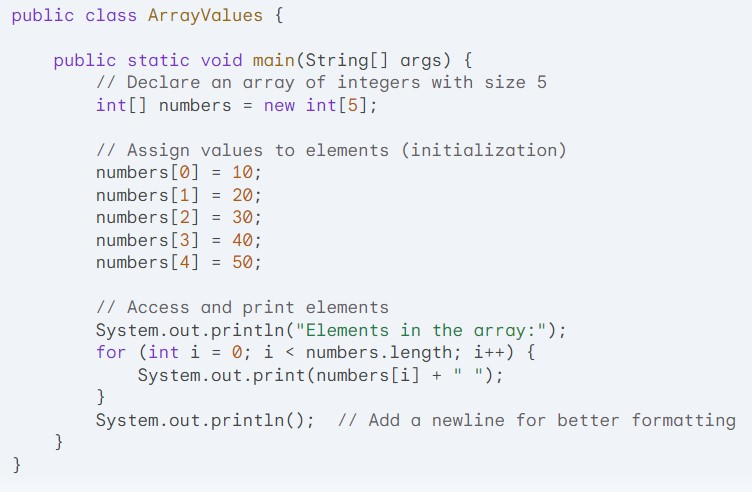 public class ArrayValues {
public static void main(String[] args) {
// Declare an array of integers with size 5
int[] numbers = new int[5];
// Assign values to elements (initialization)
numbers[0] = 10;
numbers[1] = 20;
numbers[2] = 30;
numbers[3] = 40;
numbers[4] = 50;
// Access and print elements
System.out.println("Elements in the array:");
for (int i = 0; i < numbers.length; i++) {
System.out.print(numbers[i] + " ");
}
System.out.println();  // Add a newline for better formatting
}
}